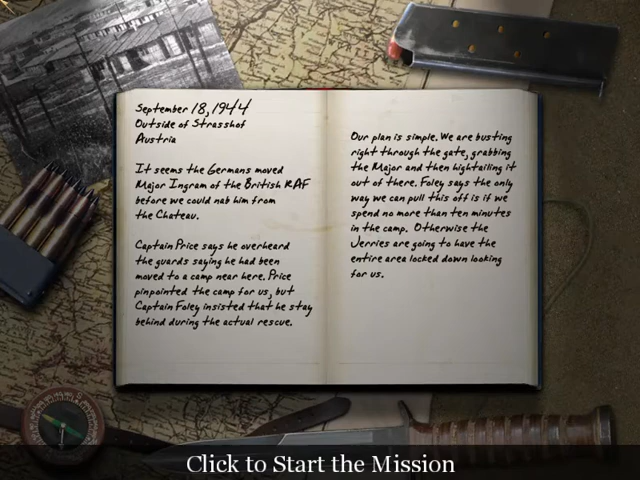 September 18, 1944
Outside of Strasshof
Austria
It seems the Germans moved
Major Ingram of the British RAF
before we could nab him from
the Chateau.
Captain Price says he overheard
the guards saying he had been
moved to a camp near here. Price
pinpointed the camp for us, but
Captain Foley insisted that he stay
behind during the actual rescue.
Our plan is simple. We are busting
right through the gate, grabbing
the Major and then hightailing it
out of there. Foley says the only
way we can pull this off is if we
spend no more than ten minutes
in the camp. Otherwise the
Jerries are going to have the
entire area locked down looking
for us.
Click to Start the Mission